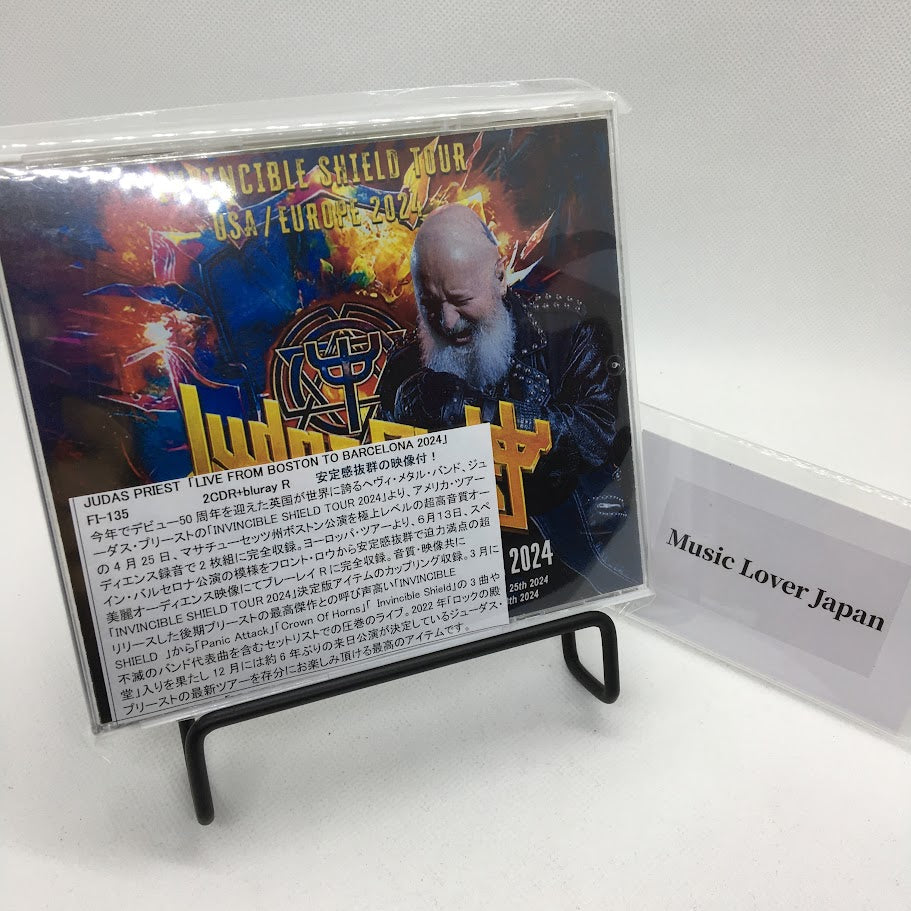 INVINCIBLE SHIELD TOUR
USA/EUROPE 2024
Judas
2024
25th 2024
2024
JUDAS PRIEST 「LIVE FROM BOSTON TO BARCELONA 2024」
FI-135 2CDR+bluray R 安定感抜群の映像付！
今年でデビュー50周年を迎えた英国が世界に誇るヘヴィ・メタル・バンド、ジュ
ーダス・プリーストの「INVINCIBLE SHIELD TOUR 2024」より、アメリカ・ツアー
の4月25日、マサチューセッツ州ボストン公演を極上レベルの超高音質オー
ディエンス録音で2枚組に完全収録。ヨーロッパ・ツアーより、6月13日、スペ
イン・バルセロナ公演の模様をフロント・ロウから安定感抜群で迫力満点の超
美麗オーディエンス映像にてブルーレイRに完全収録。音質・映像共に
「INVINCIBLE SHIELD TOUR 2024」決定版アイテムのカップリング収録。3月に
リリースした後期プリーストの最高傑作との呼び声高い「INVINCIBLE
SHIELD 」から「Panic Attack」「Crown Of Horns」「 Invincible Shield」の3曲や
不滅のバンド代表曲を含むセットリストでの圧巻のライブ。2022年「ロックの殿
堂」入りを果たし12月には約6年ぶりの来日公演が決定しているジューダス・
プリーストの最新ツアーを存分にお楽しみ頂ける最高のアイテムです。
Music Lover Japan